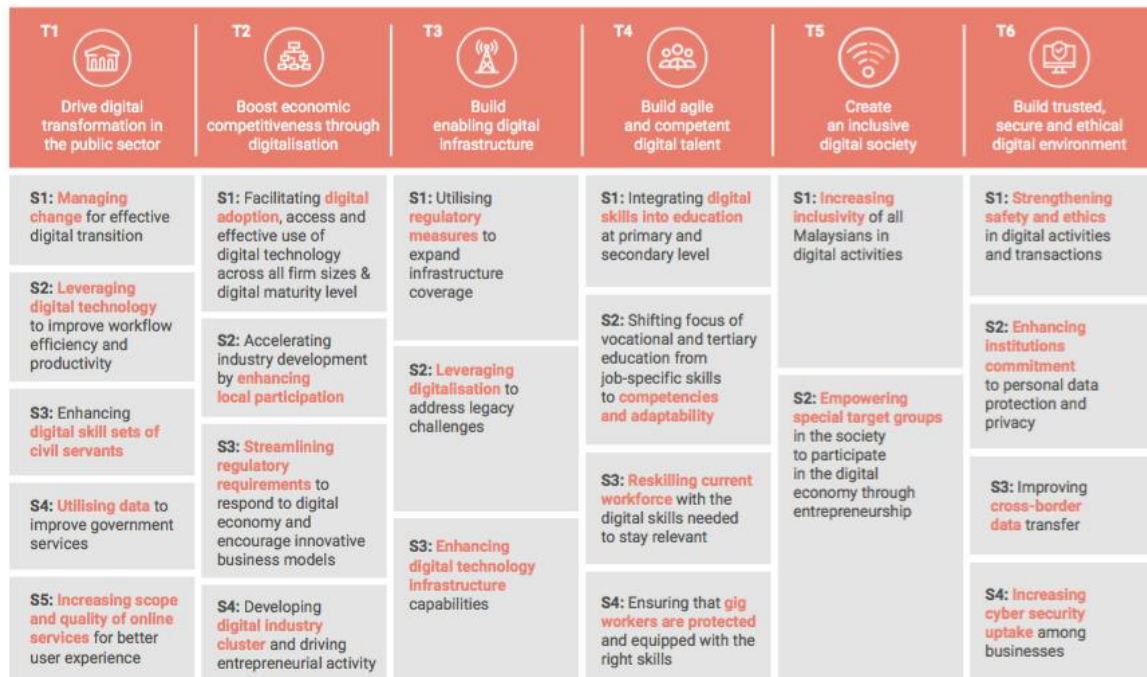 T1
Drive digital
transformation in
the public sector
S1: Managing
change for effective
digital transition
S2: Leveraging
digital technology
to improve workflow
efficiency and
productivity
S3: Enhancing
digital skill sets of
civil servants
S4: Utilising data to
improve government
services
S5: Increasing scope
and quality of online
services for better
user experience
T2
Boost economic
competitiveness through
digitalisation
S1: Facilitating digital
adoption, access and
effective use of
digital technology
across all firm sizes &
digital maturity level
S2: Accelerating
industry development
by enhancing
local participation
S3: Streamlining
regulatory
requirements to
respond to digital
economy and
encourage innovative
business models
S4: Developing
digital industry
cluster and driving
entrepreneurial activity
T3
Build
enabling digital
infrastructure
S1: Utilising
regulatory
measures to
expand
infrastructure
coverage
S2: Leveraging
digitalisation to
address legacy
challenges
S3: Enhancing
digital technology
infrastructure
capabilities
T4
Build agile
and competent
digital talent
S1: Integrating digital
skills into education
at primary and
secondary level
S2: Shifting focus of
vocational and tertiary
education from
job-specific skills
to competencies
and adaptability
S3: Reskilling current
workforce with the
digital skills needed
to stay relevant
S4: Ensuring that gig
workers are protected
and equipped with the
right skills
T5
Create
an inclusive
digital society
S1: Increasing
inclusivity of all
Malaysians in
digital activities
S2: Empowering
special target groups
in the society
to participate
in the digital
economy through
entrepreneurship
T6
Build trusted,
secure and ethical
digital environment
S1: Strengthening
safety and ethics
in digital activities
and transactions
S2: Enhancing
institutions
commitment
to personal data
protection and
privacy
S3: Improving
cross-border
data transfer
S4: Increasing
cyber security
uptake among
businesses